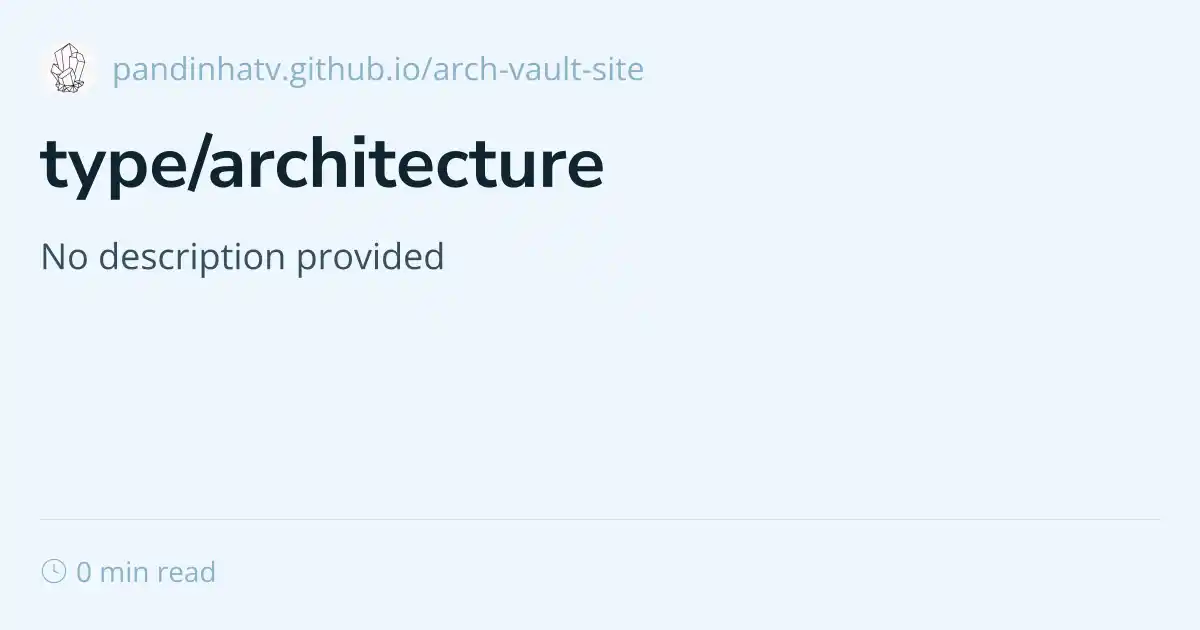 pandinhatv.github.io/arch-vault-site
type/architecture
No description provided
0 min read